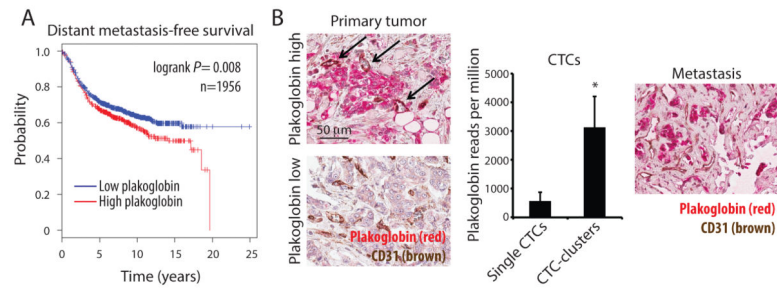 A
Distant metastasis-free survival
logrank P= 0.008
n=1956
Probability
1.0
0.8
0.6
0.4
0.2
0.0
Low plakoglobin
High plakoglobin
0 5 10 15 20 25
Time (years)
B
Primary tumor
Plakoglobin high
50 µm
Plakoglobin low
Plakoglobin (red)
CD31 (brown)
CTCs
Plakoglobin reads per million
5000
4000
3000
2000
1000
0
*
Single CTCs
CTC-clusters
Metastasis
Plakoglobin (red)
CD31 (brown)